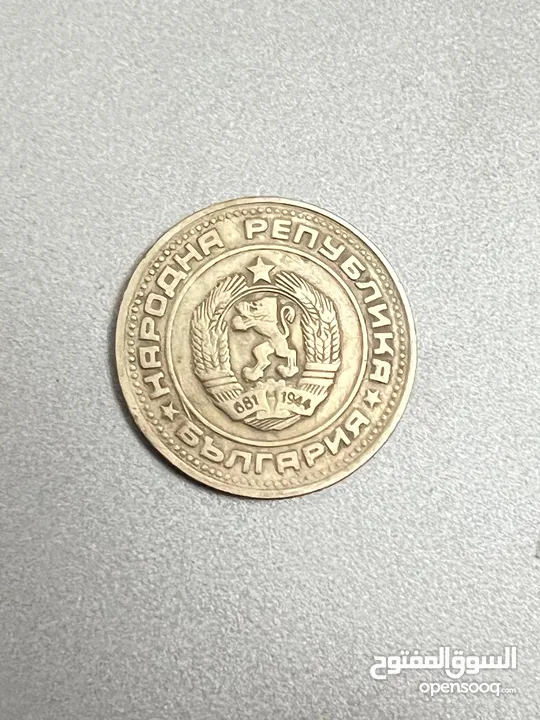 НАРОДНА РЕПУБЛИКА
БЪЛГАРИЯ
681 1944
السوق المفتوح
opensooq.com